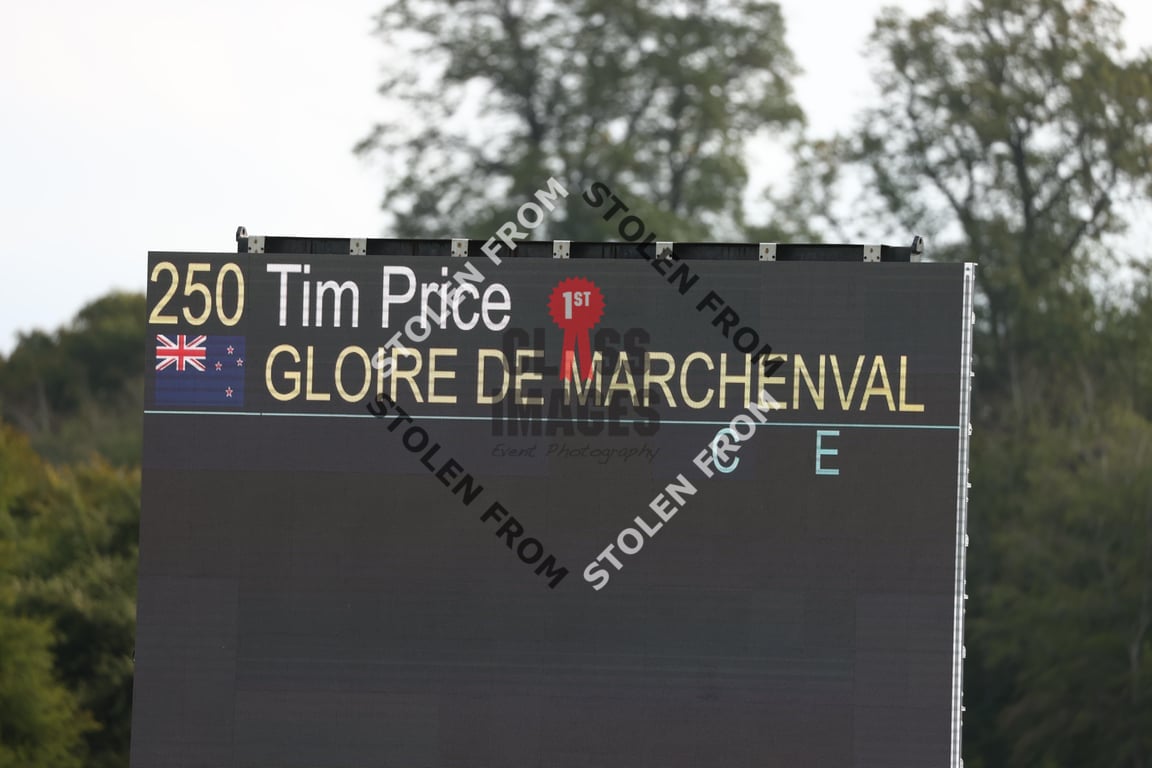 250 Tim Price
GLOIRE DE MARCHENVAL
C E
1ST
CLASS
IMAGES
Event Photography
STOLEN FROM
STOLEN FROM
STOLEN FROM
STOLEN FROM